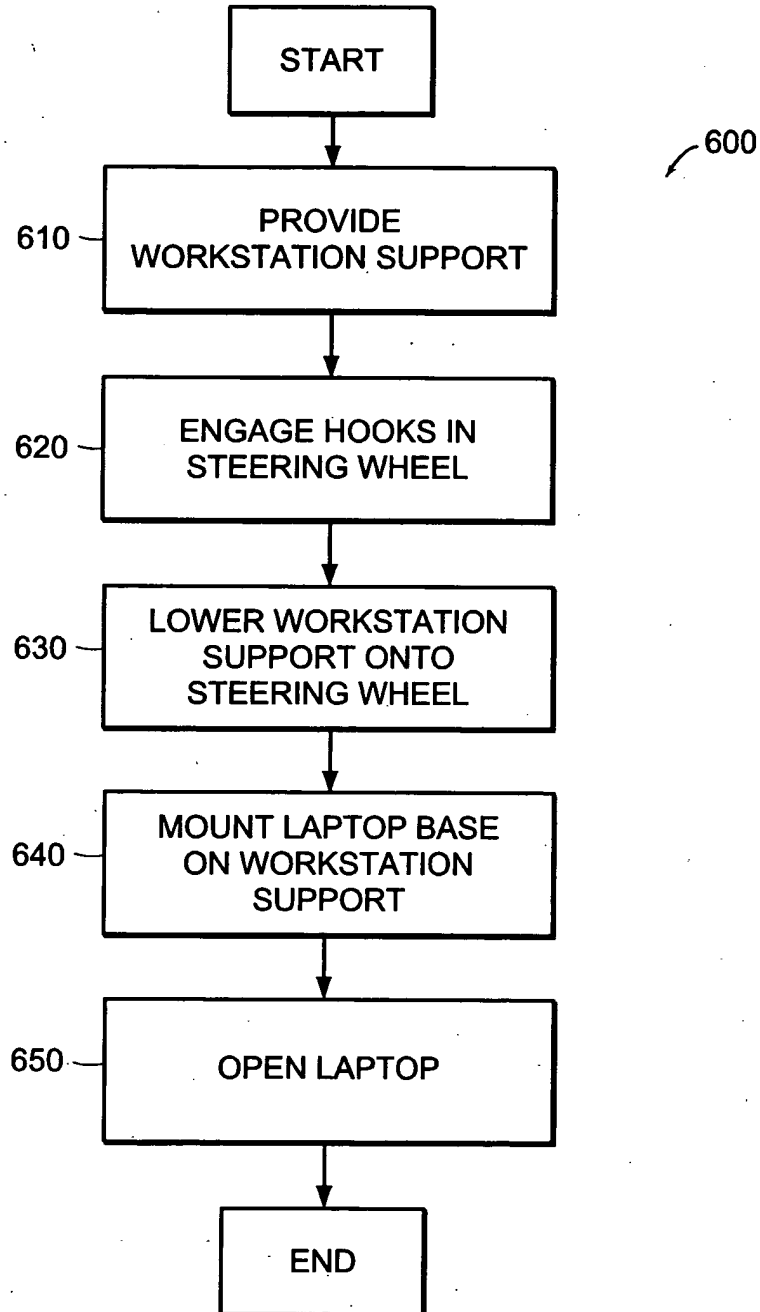 START
600
610
PROVIDE
WORKSTATION SUPPORT
620
ENGAGE HOOKS IN
STEERING WHEEL
630
LOWER WORKSTATION
SUPPORT ONTO
STEERING WHEEL
640
MOUNT LAPTOP BASE
ON WORKSTATION
SUPPORT
650
OPEN LAPTOP
END